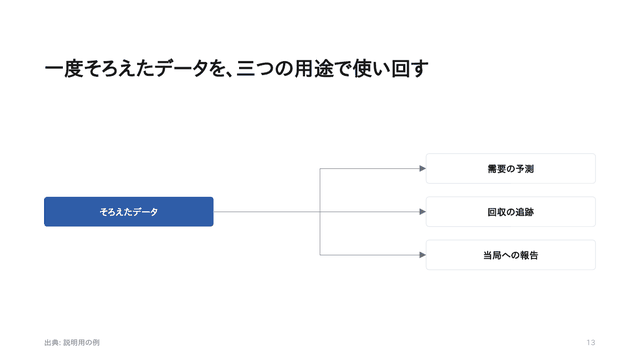 一度そろえたデータを、三つの用途で使い回す
需要の予測
そろえたデータ
回収の追跡
当局への報告
出典: 説明用の例
13